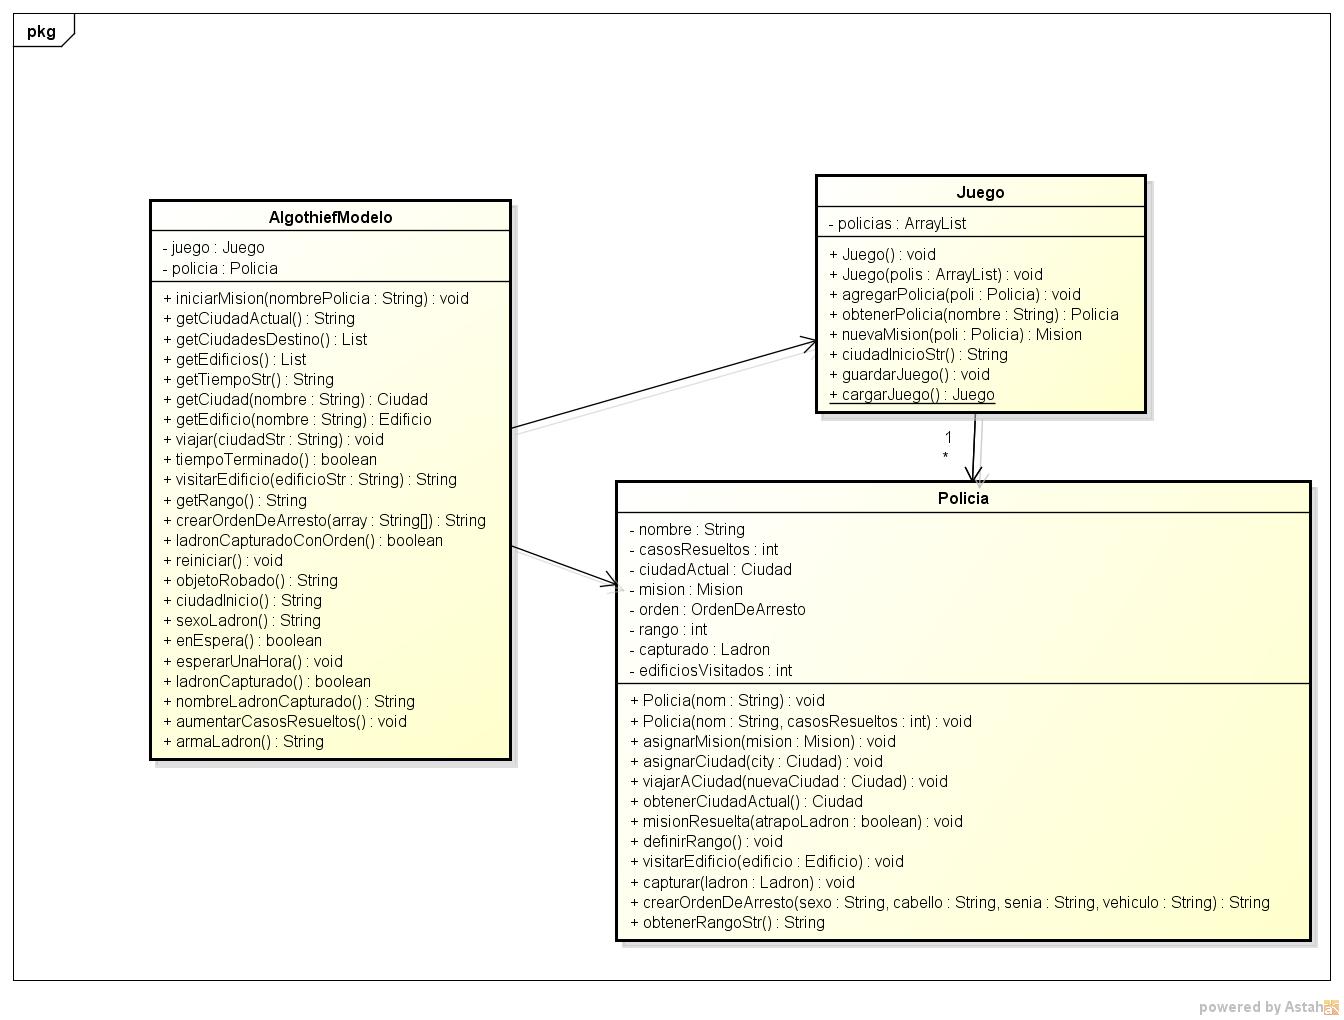 pkg
AlgothiefModelo
- juego : Juego
- policia : Policia
+ iniciarMision(nombrePolicia : String) : void
+ getCiudadActual() : String
+ getCiudadesDestino() : List
+ getEdificios() : List
+ getTiempoStr() : String
+ getCiudad(nombre : String) : Ciudad
+ getEdificio(nombre : String) : Edificio
+ viajar(ciudadStr : String) : void
+ tiempoTerminado() : boolean
+ visitarEdificio(edificioStr : String) : String
+ getRango() : String
+ crearOrdenDeArresto(array : String[]) : String
+ ladronCapturadoConOrden() : boolean
+ reiniciar() : void
+ objetoRobado() : String
+ ciudadInicio() : String
+ sexoLadron() : String
+ enEspera() : boolean
+ esperarUnaHora() : void
+ ladronCapturado() : boolean
+ nombreLadronCapturado() : String
+ aumentarCasosResueltos() : void
+ armaLadron() : String
Juego
- policias : ArrayList
+ Juego() : void
+ Juego(polis : ArrayList) : void
+ agregarPolicia(poli : Policia) : void
+ obtenerPolicia(nombre : String) : Policia
+ nuevaMision(poli : Policia) : Mision
+ ciudadInicioStr() : String
+ guardarJuego() : void
+ cargarJuego() : Juego
1
*
Policia
- nombre : String
- casosResueltos : int
- ciudadActual : Ciudad
- mision : Mision
- orden : OrdenDeArresto
- rango : int
- capturado : Ladron
- edificiosVisitados : int
+ Policia(nom : String) : void
+ Policia(nom : String, casosResueltos : int) : void
+ asignarMision(mision : Mision) : void
+ asignarCiudad(city : Ciudad) : void
+ viajarACiudad(nuevaCiudad : Ciudad) : void
+ obtenerCiudadActual() : Ciudad
+ misionResuelta(atrapoLadron : boolean) : void
+ definirRango() : void
+ visitarEdificio(edificio : Edificio) : void
+ capturar(ladron : Ladron) : void
+ crearOrdenDeArresto(sexo : String, cabello : String, senia : String, vehiculo : String) : String
+ obtenerRangoStr() : String
powered by Astah